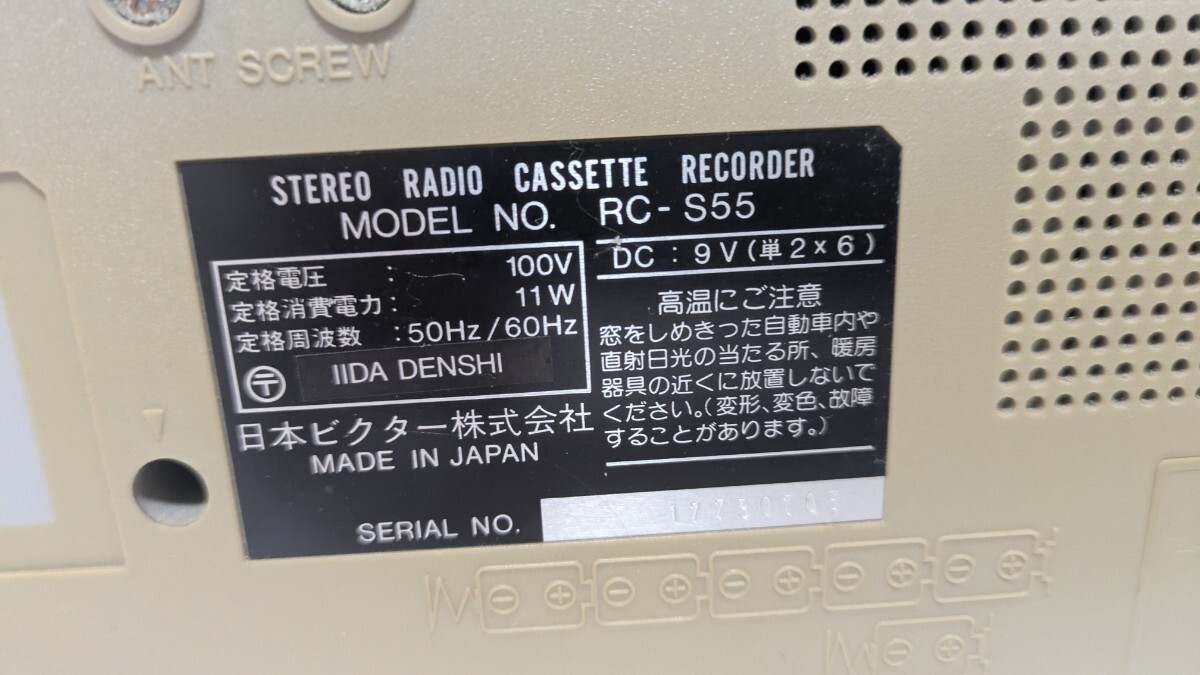 ANT SCREW
STEREO RADIO CASSETTE RECORDER
MODEL NO. RC-S55
定格電圧 : 100V
定格消費電力 : 11W
定格周波数 : 50Hz/60Hz
〒 IIDA DENSHI
日本ビクター株式会社
MADE IN JAPAN
DC : 9V(単2×6)
高温にご注意
窓をしめきった自動車内や
直射日光の当たる所、暖房
器具の近くに放置しないで
ください。(変形、変色、故障
することがあります。)
SERIAL NO.